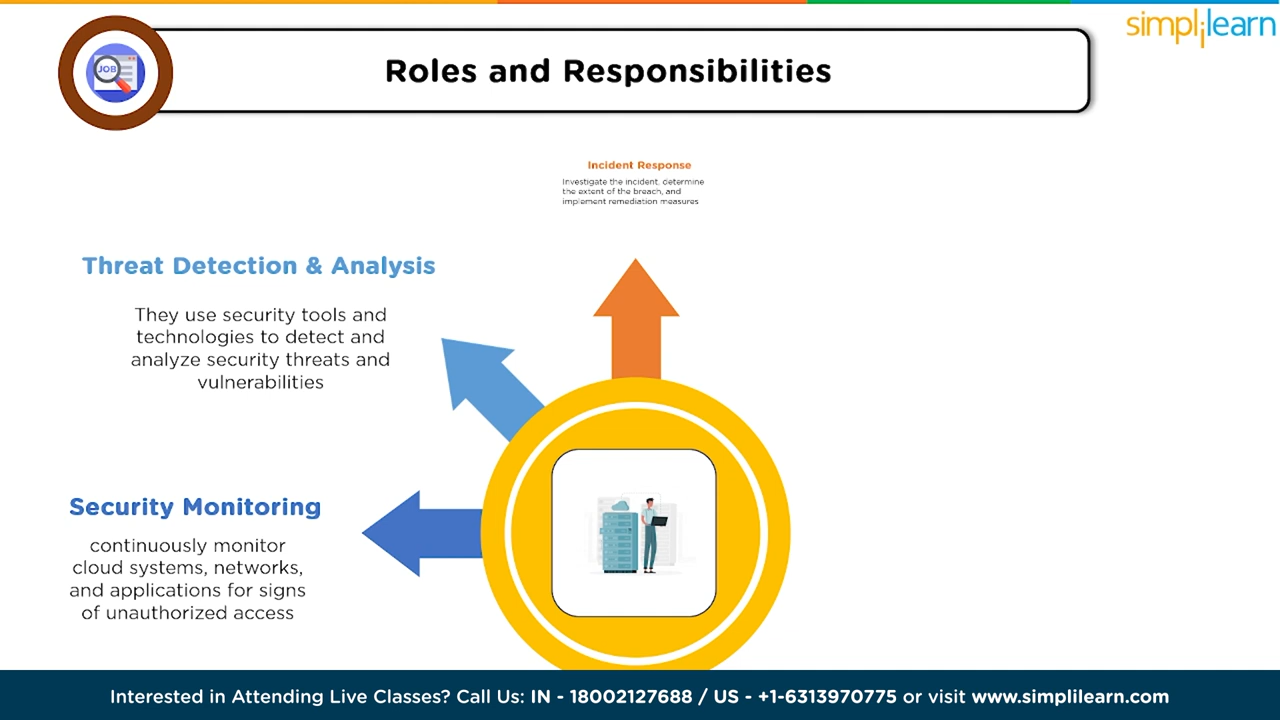 simplilearn
JOB
Roles and Responsibilities
Incident Response
Investigate the incident, determine
the extent of the breach, and
implement remediation measures
Threat Detection & Analysis
They use security tools and
technologies to detect and
analyze security threats and
vulnerabilities
Security Monitoring
continuously monitor
cloud systems, networks,
and applications for signs
of unauthorized access
Interested in Attending Live Classes? Call Us: IN - 18002127688 / US - +1-6313970775 or visit www.simplilearn.com